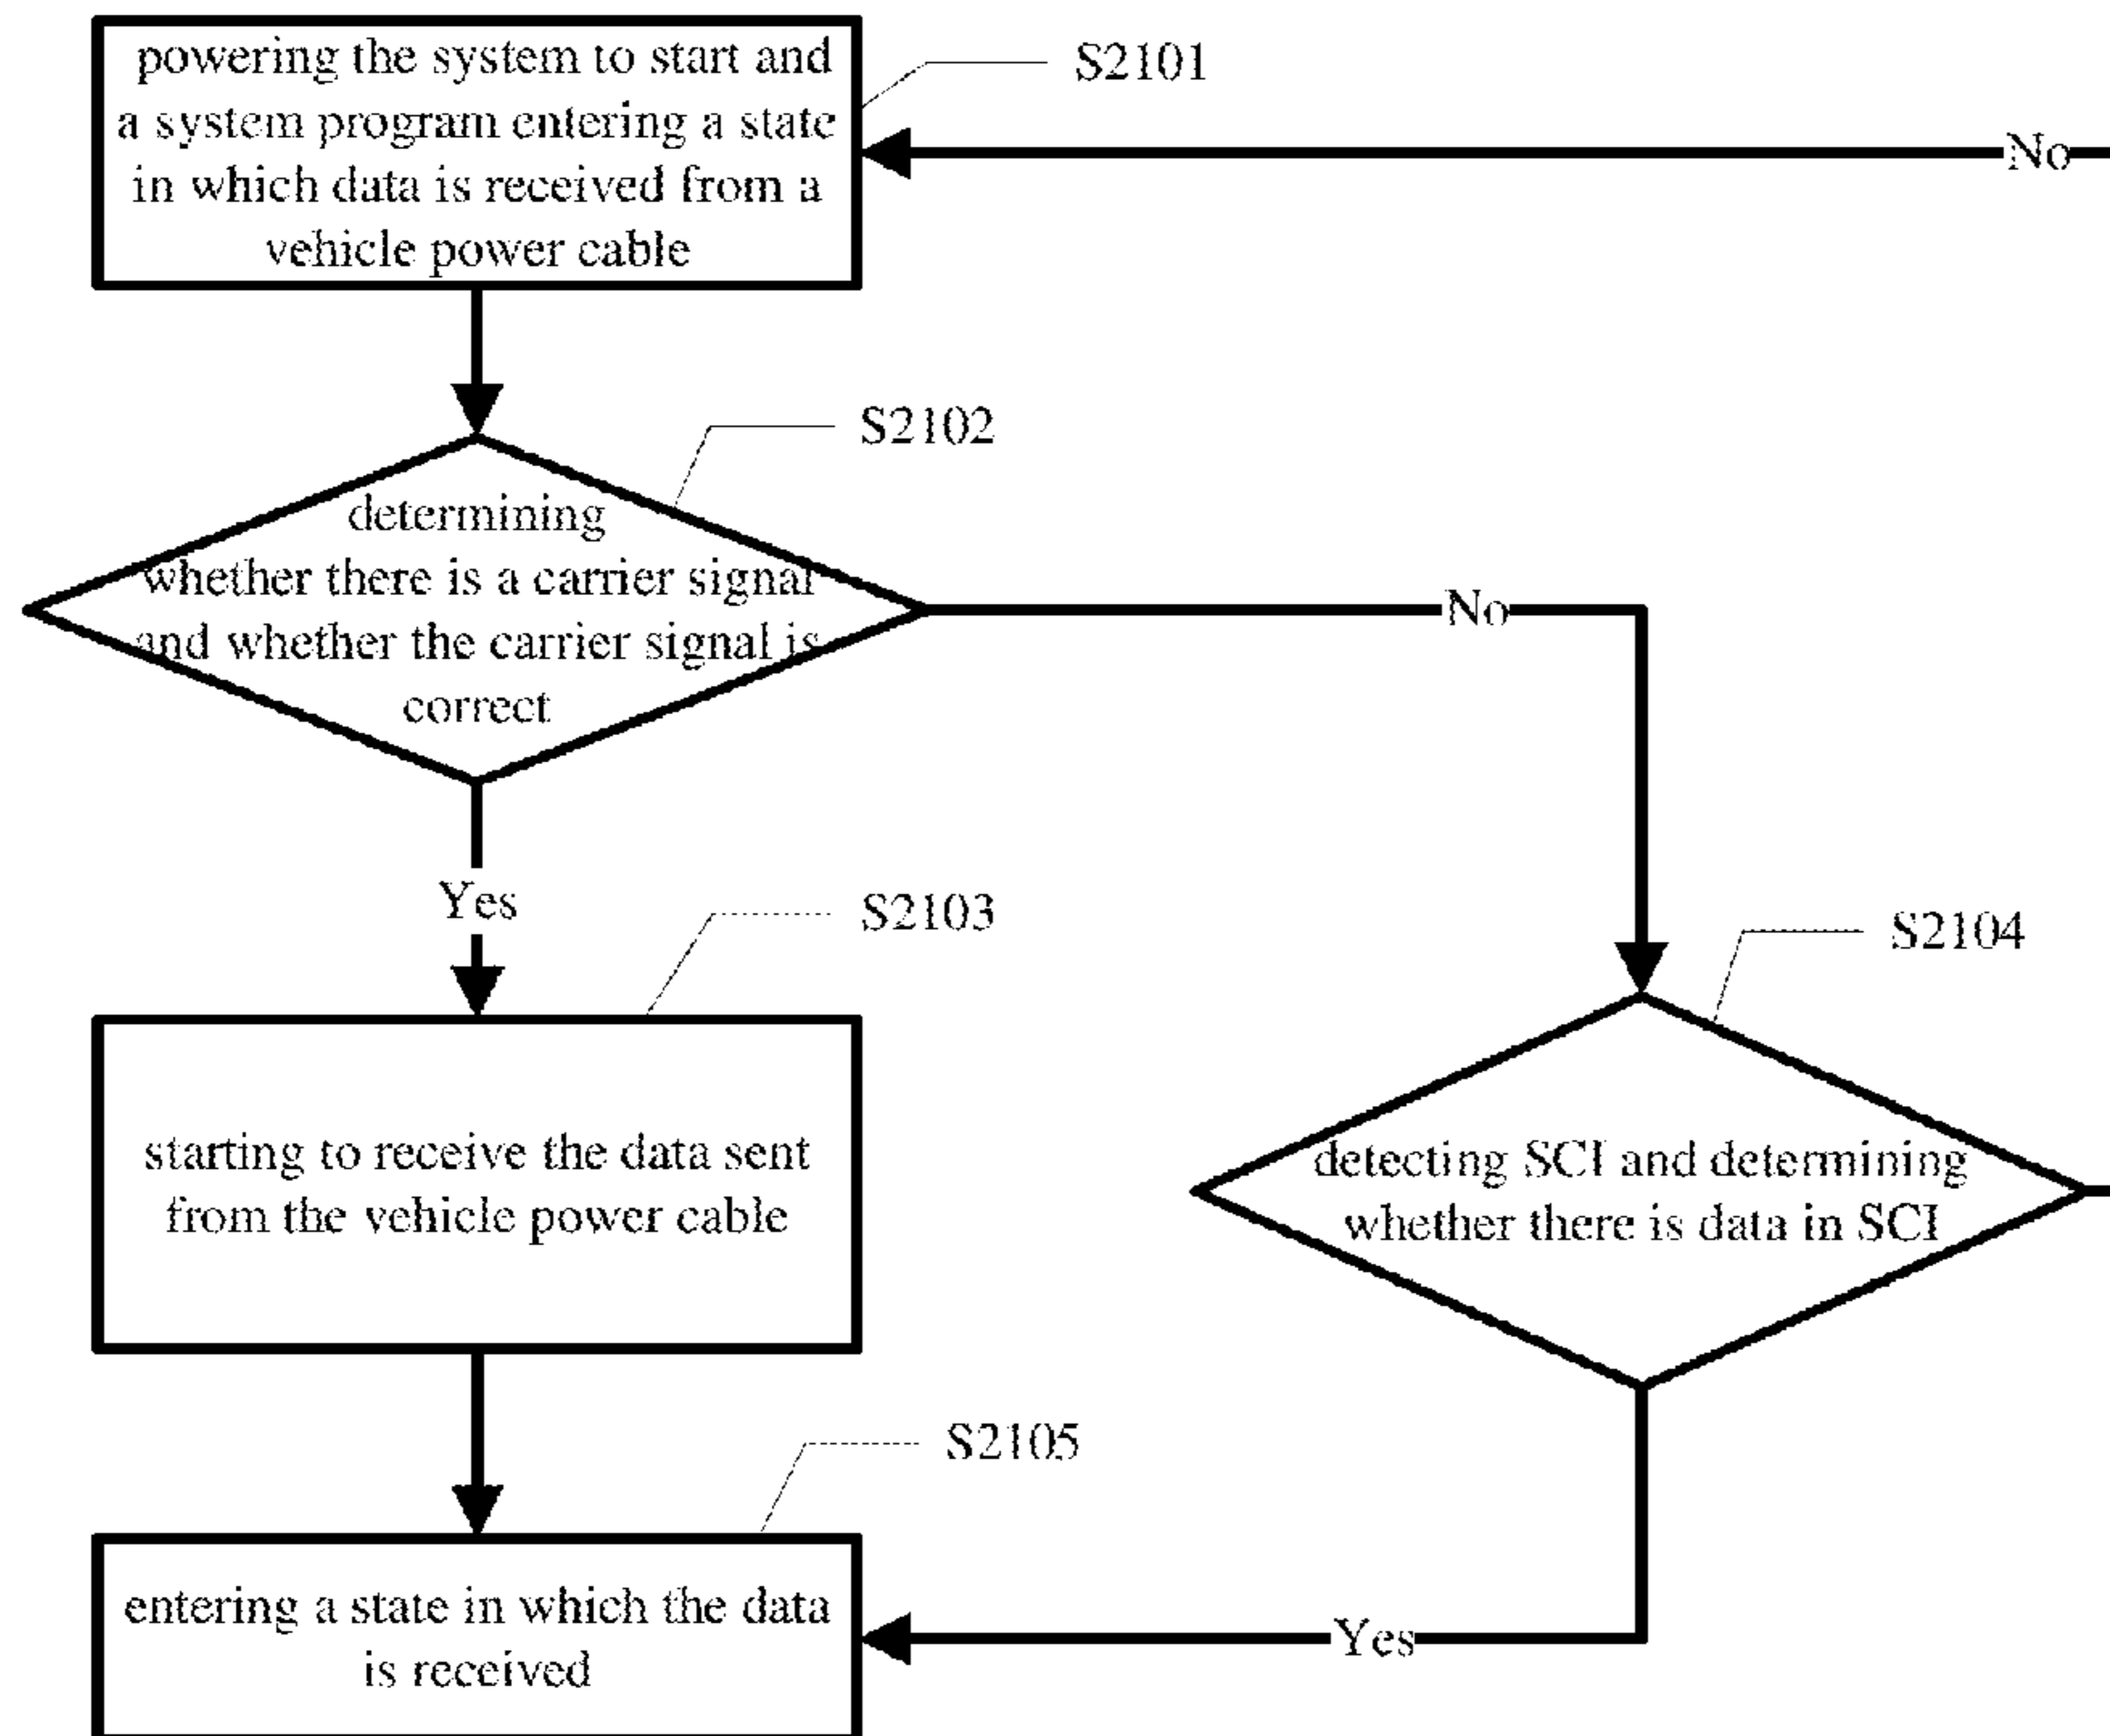 powering the system to start and
a system program entering a state
in which data is received from a
vehicle power cable
S2101
No
S2102
determining
whether there is a carrier signal
and whether the carrier signal is
correct
No
Yes
S2103
S2104
starting to receive the data sent
from the vehicle power cable
detecting SCI and determining
whether there is data in SCI
S2105
entering a state in which the data
is received
Yes